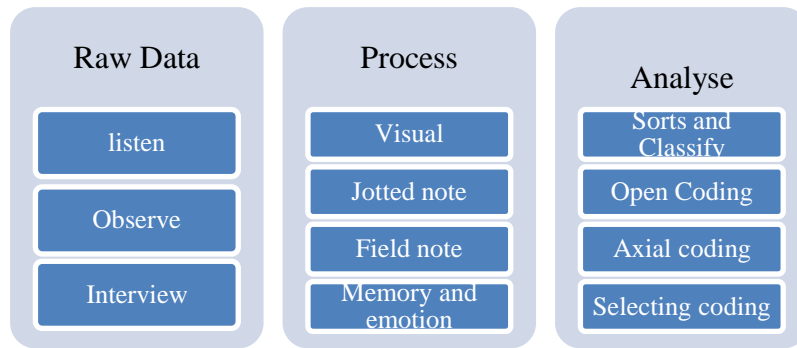 Raw Data
listen
Observe
Interview
Process
Visual
Jotted note
Field note
Memory and
emotion
Analyse
Sorts and
Classify
Open Coding
Axial coding
Selecting coding